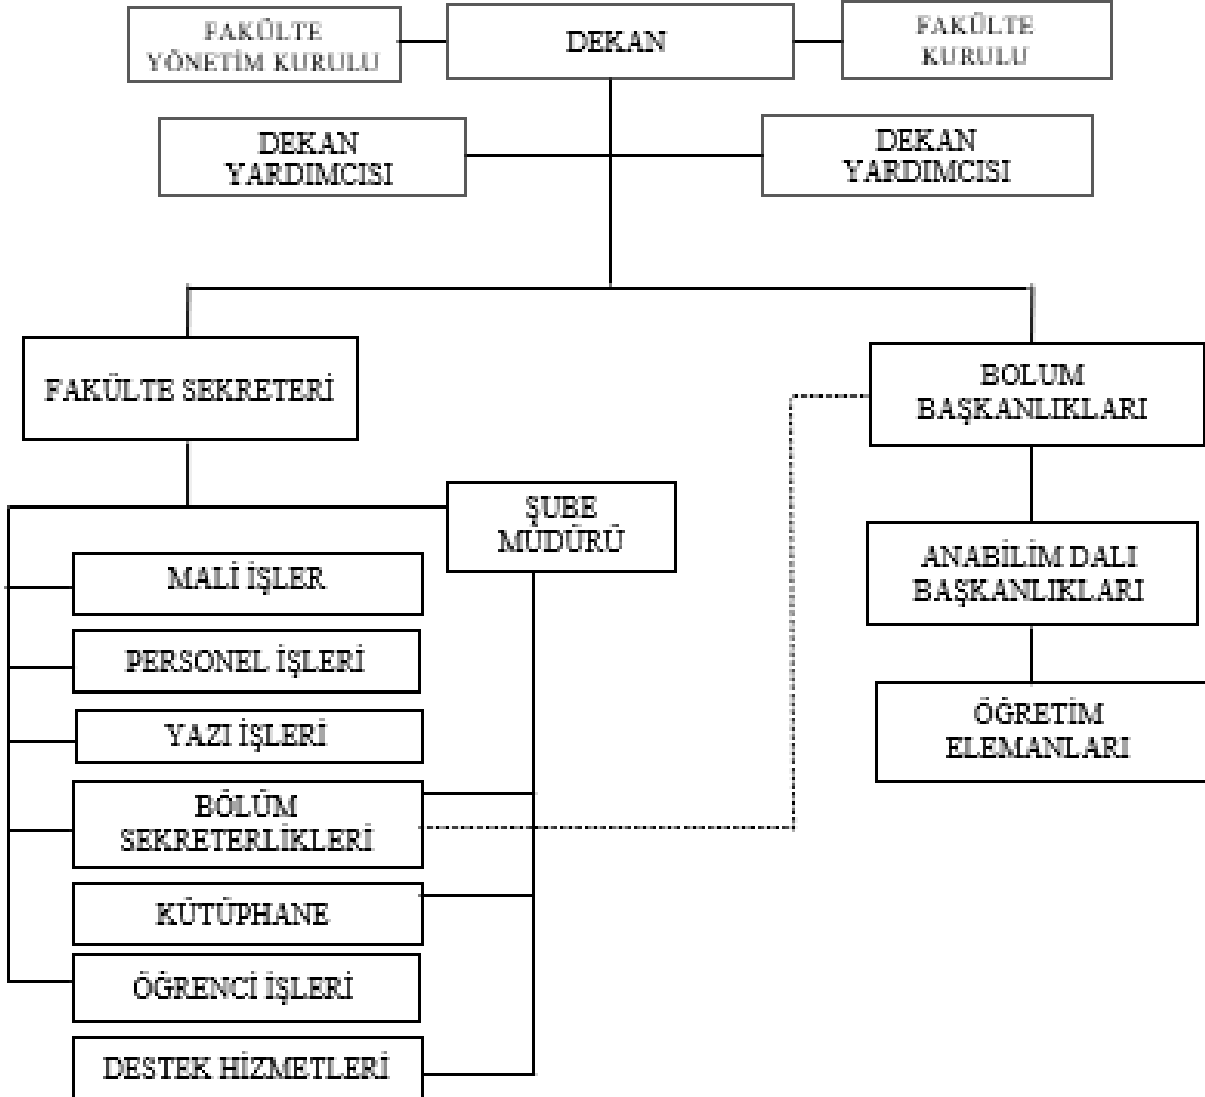 FAKÜLTE
YÖNETİM KURULU
DEKAN
FAKÜLTE
KURULU
DEKAN
YARDIMCISI
DEKAN
YARDIMCISI
FAKÜLTE SEKRETERİ
BOLUM
BAŞKANLIKLARI
ŞUBE
MÜDÜRÜ
ANABİLİM DALI
BAŞKANLIKLARI
MALİ İŞLER
PERSONEL İŞLERİ
YAZI İŞLERİ
ÖĞRETİM
ELEMANLARI
BÖLÜM
SEKRETERLİKLERİ
KÜTÜPHANE
ÖĞRENCİ İŞLERİ
DESTEK HİZMETLERİ